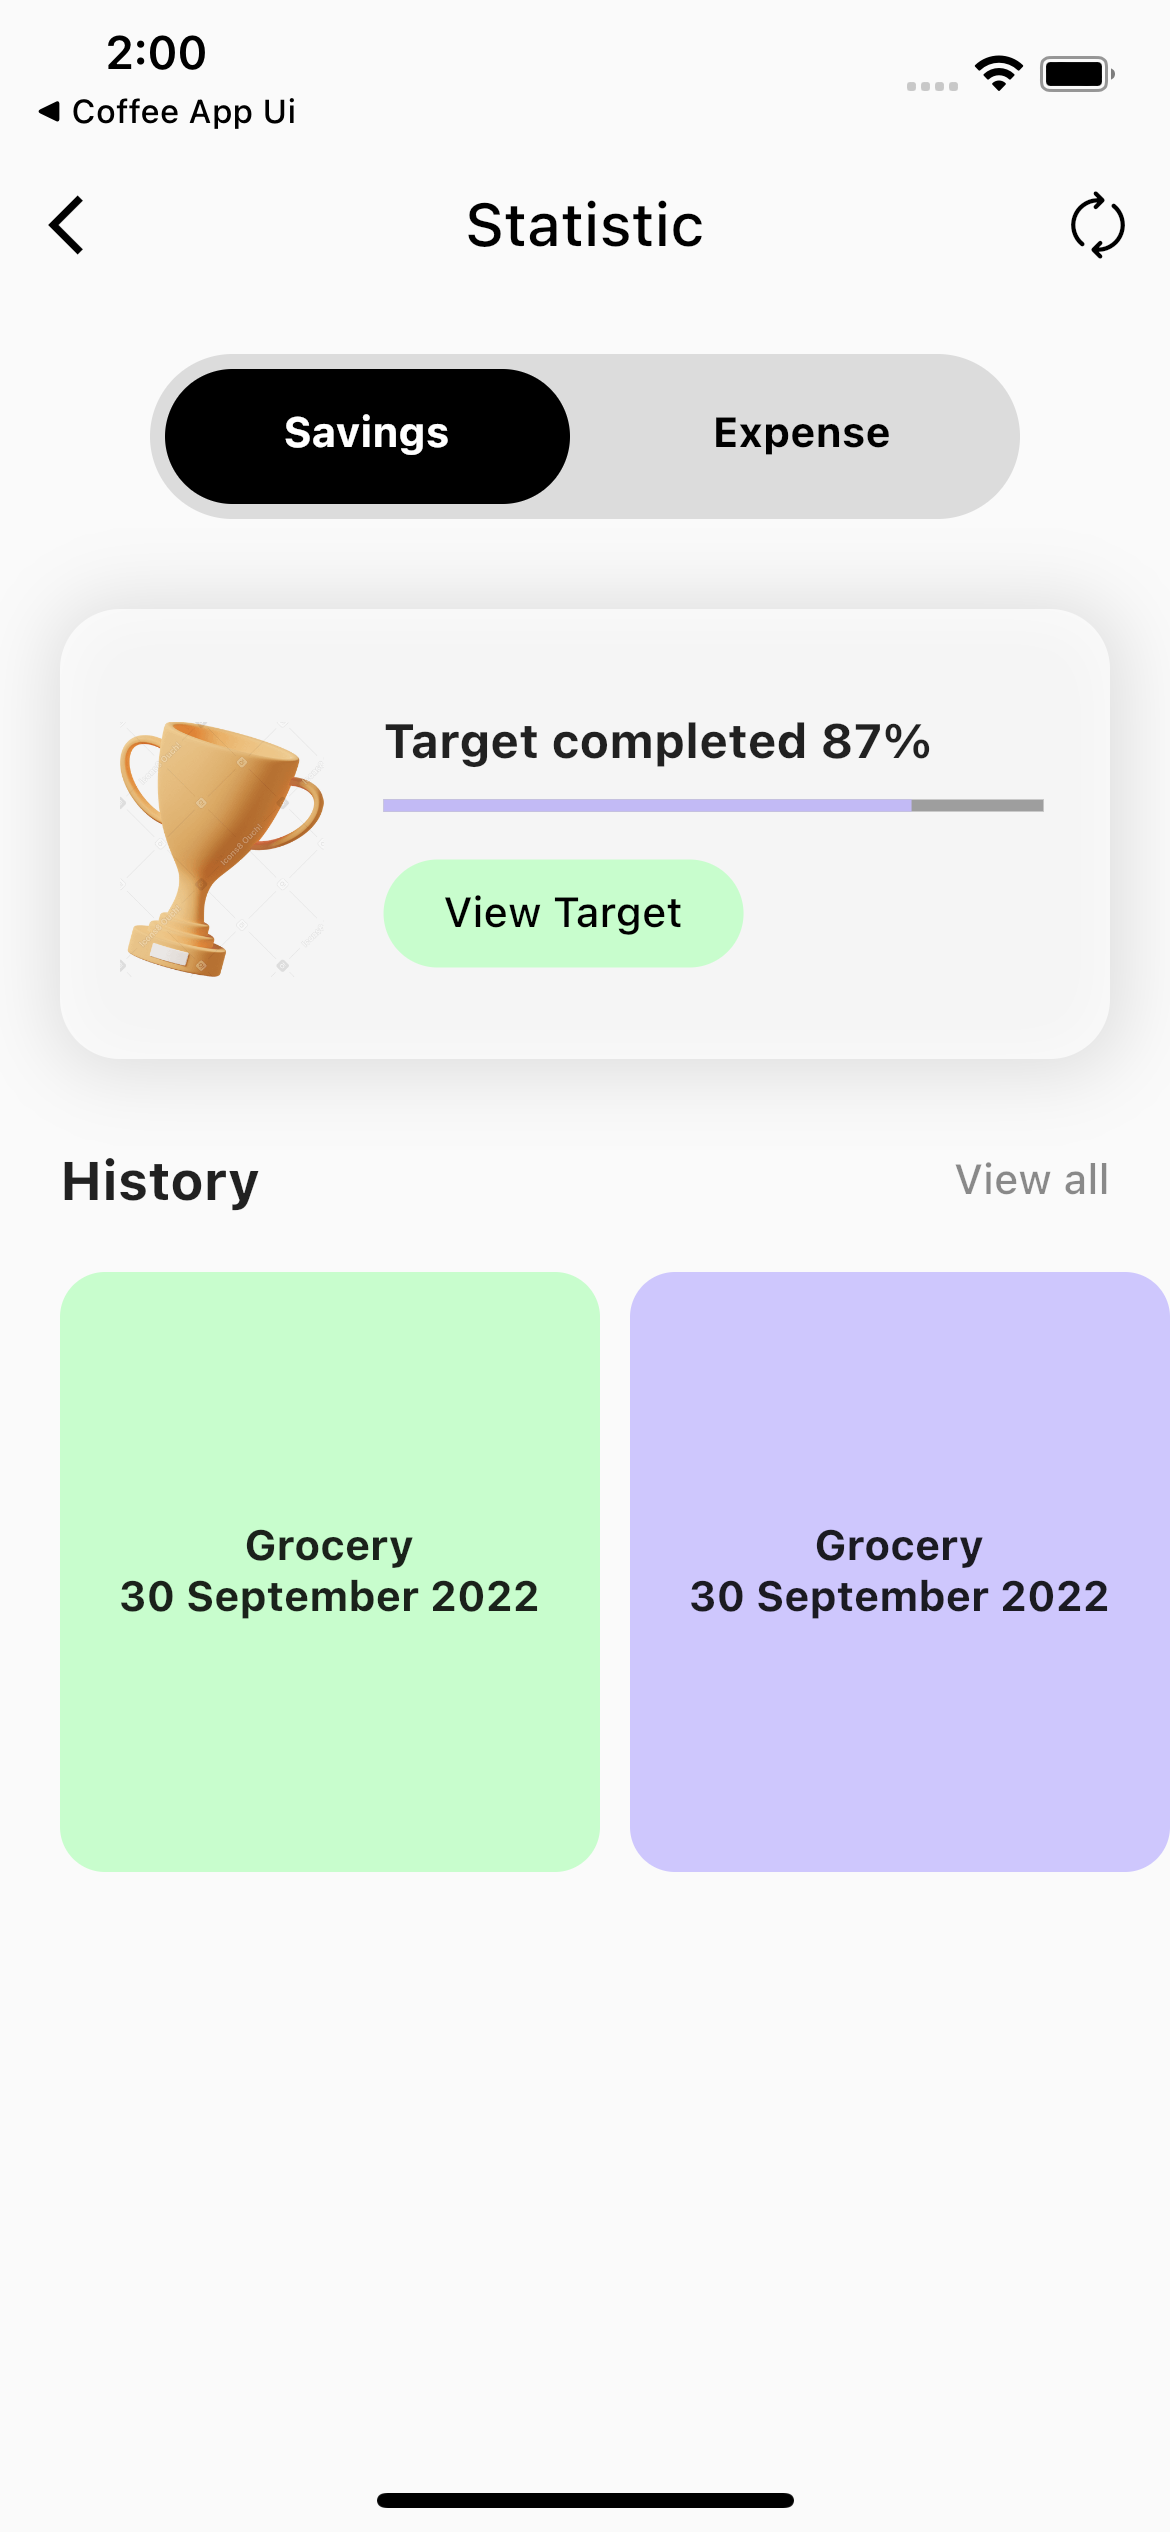 2:00
Coffee App Ui
Statistic
Savings
Expense
Target completed 87%
View Target
History
View all
Grocery
30 September 2022
Grocery
30 September 2022